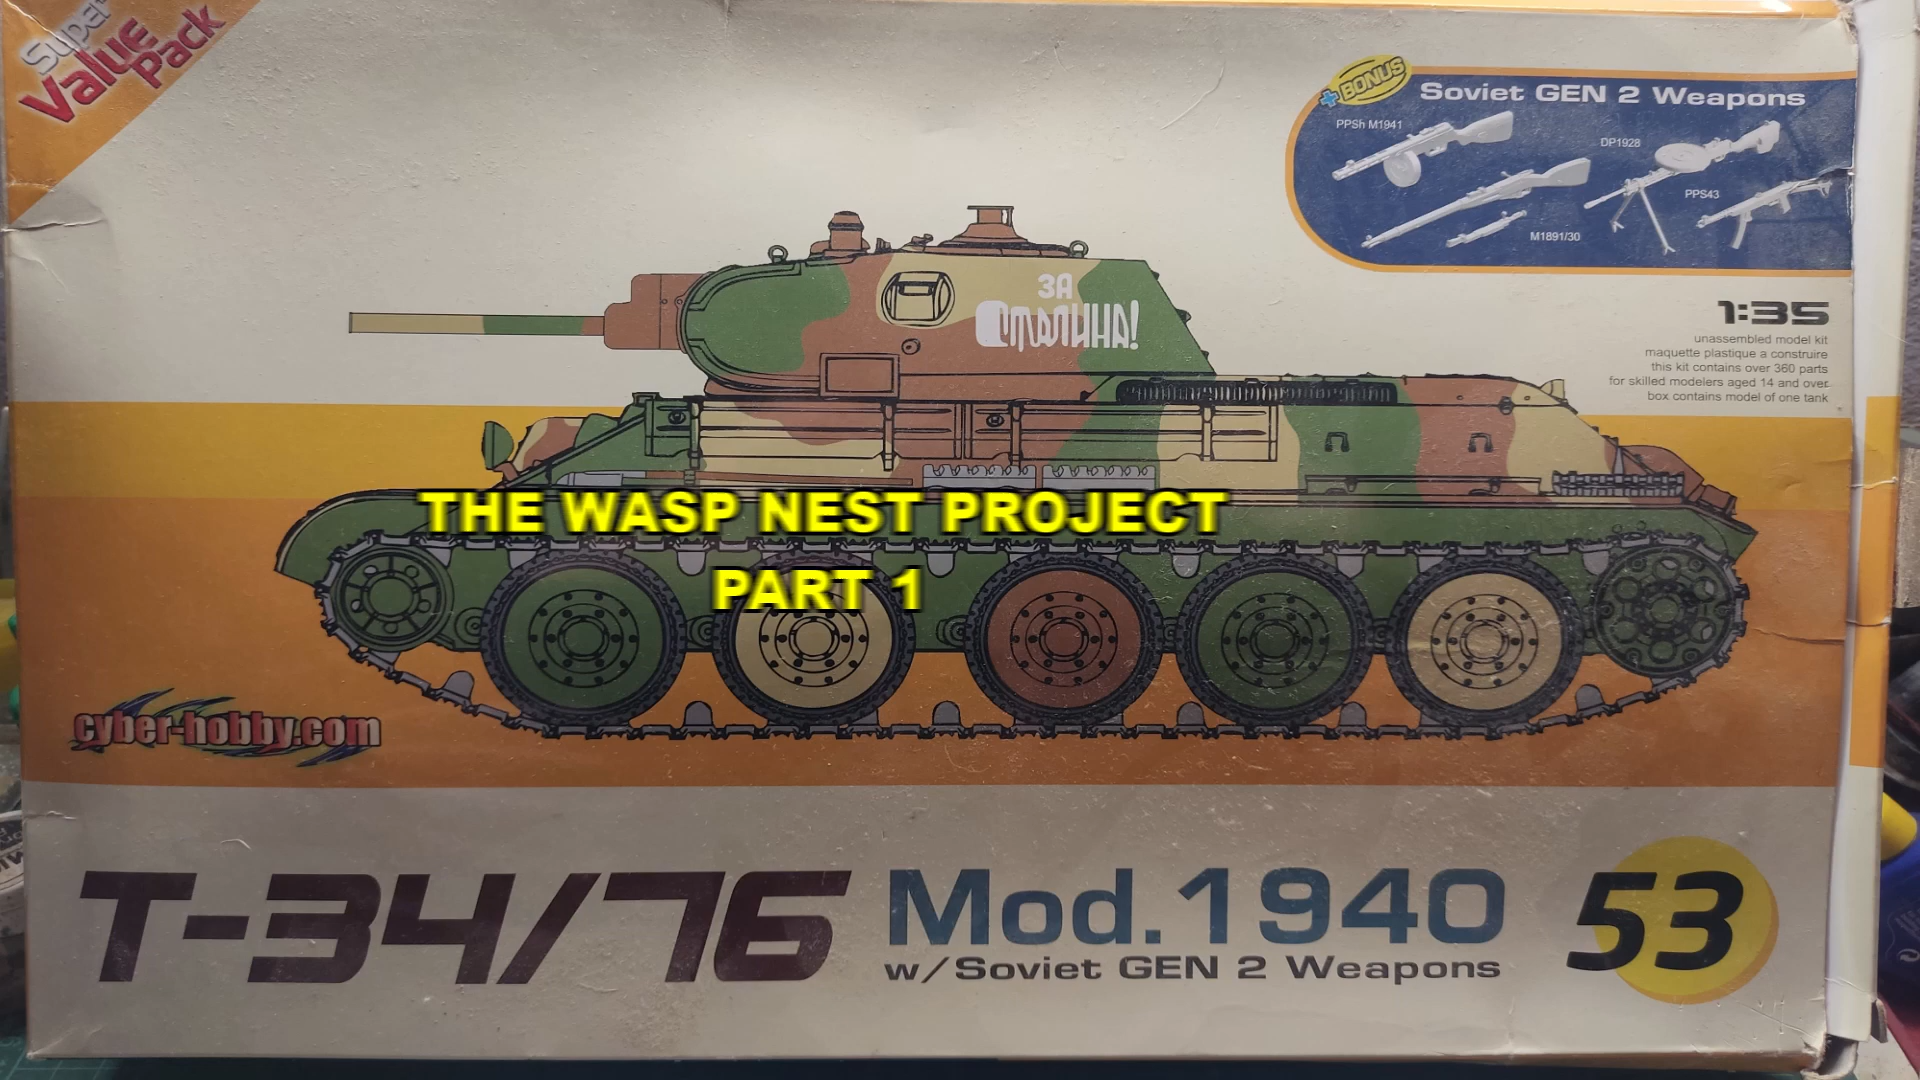 Super
Value
Pack
+BONUS
Soviet GEN 2 Weapons
PPSh M1941
DP1928
PPS43
M1891/30
1:35
unassembled model kit
maquette plastique a construire
this kit contains over 360 parts
for skilled modelers aged 14 and over
box contains model of one tank
ЗА
Сталина!
THE WASP NEST PROJECT
PART 1
cyber-hobby.com
T-34/76 Mod.1940 53
w/Soviet GEN 2 Weapons